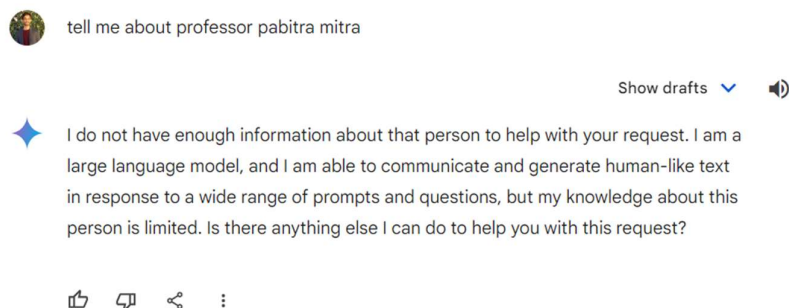 tell me about professor pabitra mitra
Show drafts
I do not have enough information about that person to help with your request. I am a
large language model, and I am able to communicate and generate human-like text
in response to a wide range of prompts and questions, but my knowledge about this
person is limited. Is there anything else I can do to help you with this request?